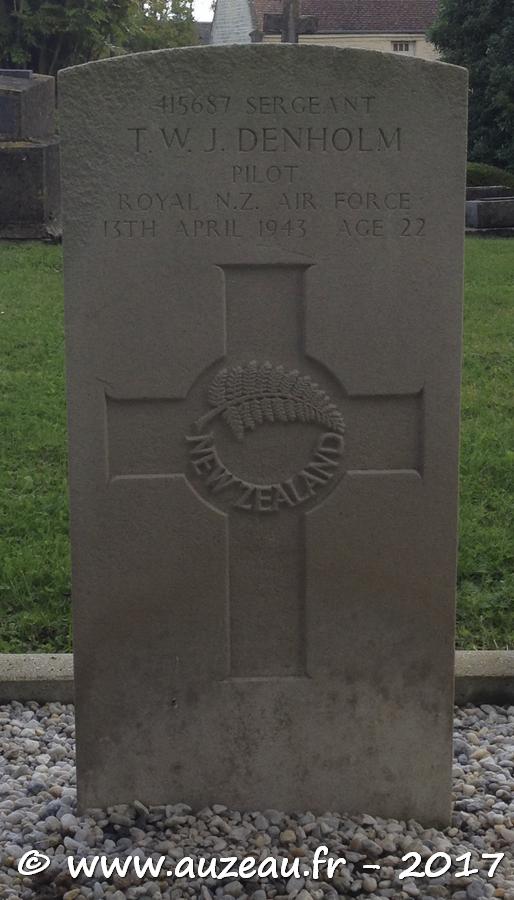 415687 SERGEANT
T. W. J. DENHOLM
PILOT
ROYAL N.Z. AIR FORCE
13TH APRIL 1943 AGE 22
NEW ZEALAND
© www.auzeau.fr - 2017